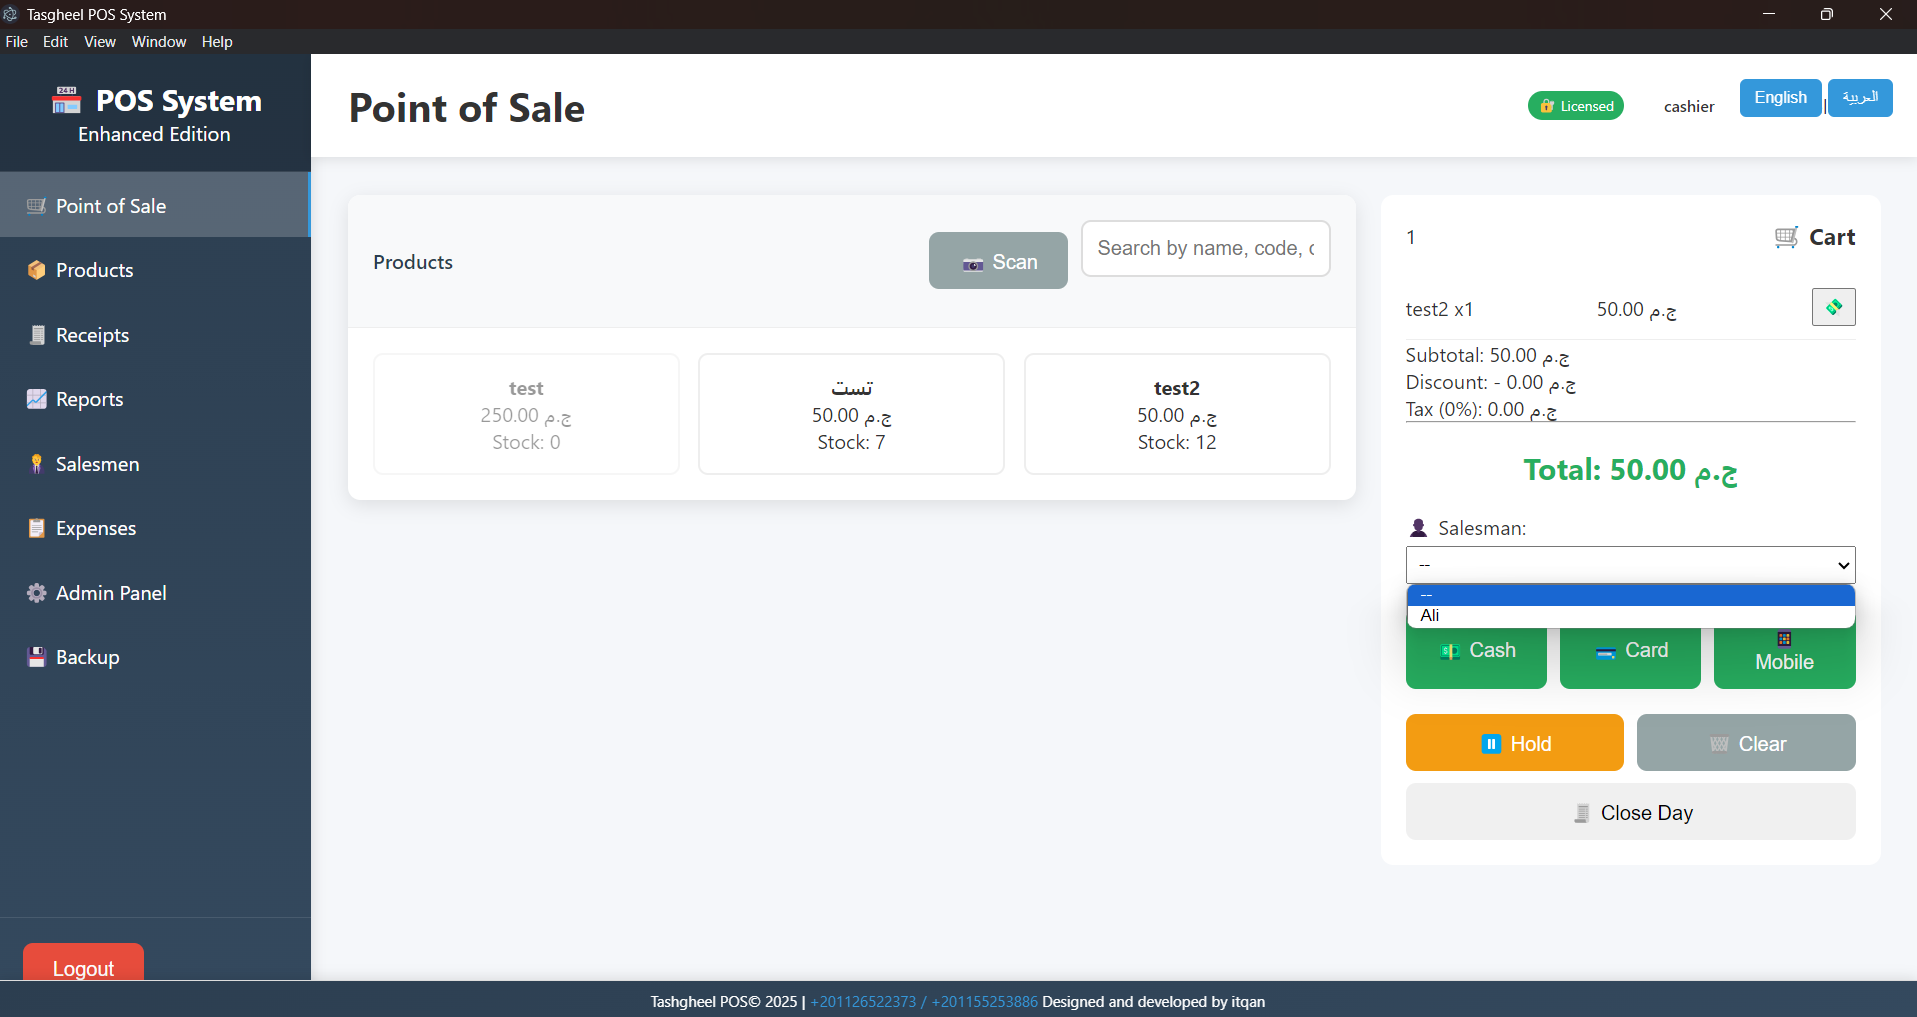 Tasgheel POS System
File Edit View Window Help
24 H
POS System
Enhanced Edition
Point of Sale
Products
Receipts
Reports
Salesmen
Expenses
Admin Panel
Backup
Logout
Point of Sale
Licensed
cashier
English
|
العربية
Products
Scan
Search by name, code, c
test
250.00 ج.م
Stock: 0
تست
50.00 ج.م
Stock: 7
test2
50.00 ج.م
Stock: 12
1
Cart
test2 x1
50.00 ج.م
Subtotal: 50.00 ج.م
Discount: - 0.00 ج.م
Tax (0%): 0.00 ج.م
Total: 50.00 ج.م
Salesman:
--
--
Ali
Cash
Card
Mobile
Hold
Clear
Close Day
Tashgheel POS© 2025 | +201126522373 / +201155253886 Designed and developed by itqan